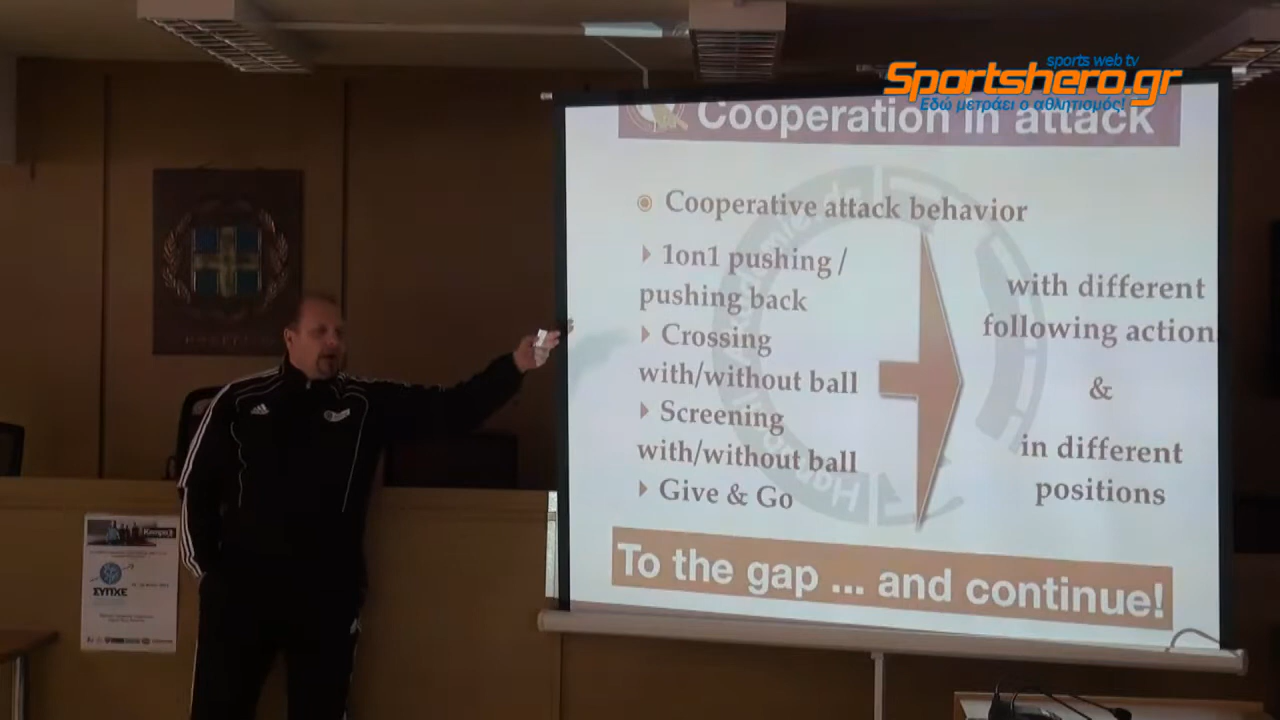 sports web tv
Sportshero.gr
Εδώ μετράει ο αθλητισμός!
Cooperation in attack
Cooperative attack behavior
1on1 pushing /
pushing back
Crossing
with/without ball
Screening
with/without ball
Give & Go
with different
following action
&
in different
positions
To the gap ... and continue!
Kempa
ΣΥΠΧΕ